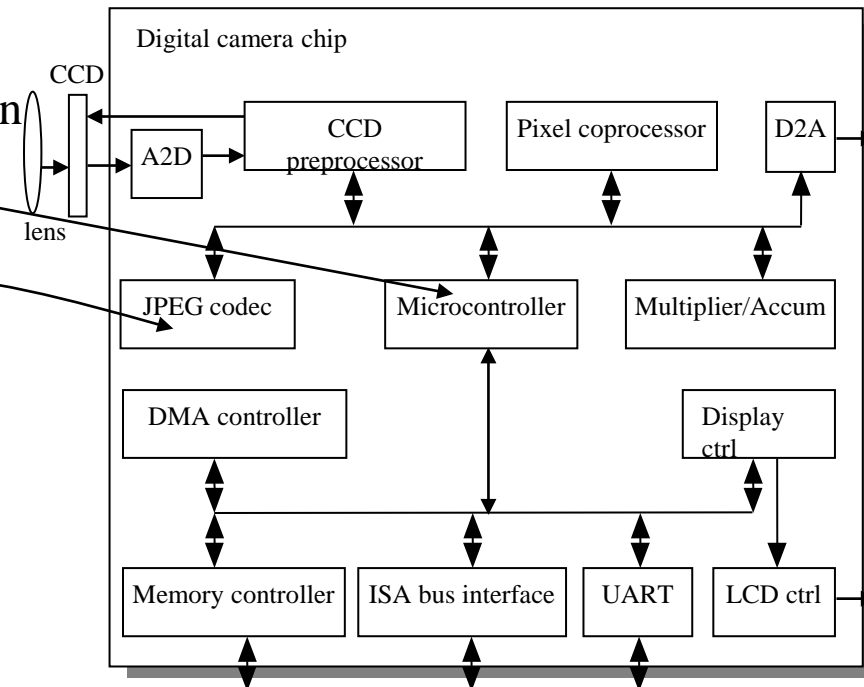 Digital camera chip
CCD
n
CCD
preprocessor
Pixel coprocessor
D2A
A2D
lens
JPEG codec
Microcontroller
Multiplier/Accum
DMA controller
Display
ctrl
Memory controller
ISA bus interface
UART
LCD ctrl